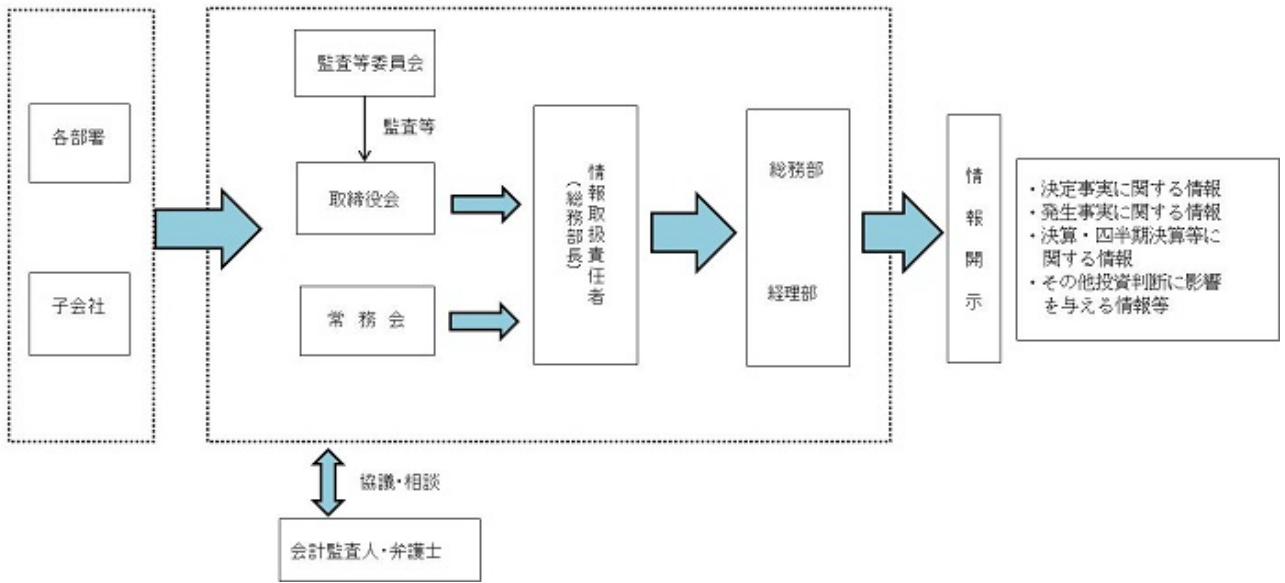 各部署
子会社
監査等委員会
監査等
取締役会
常 務 会
情報取扱責任者
(総務部長)
総務部
経理部
情報開示
・決定事実に関する情報
・発生事実に関する情報
・決算・四半期決算等に
関する情報
・その他投資判断に影響
を与える情報等
協議・相談
会計監査人・弁護士